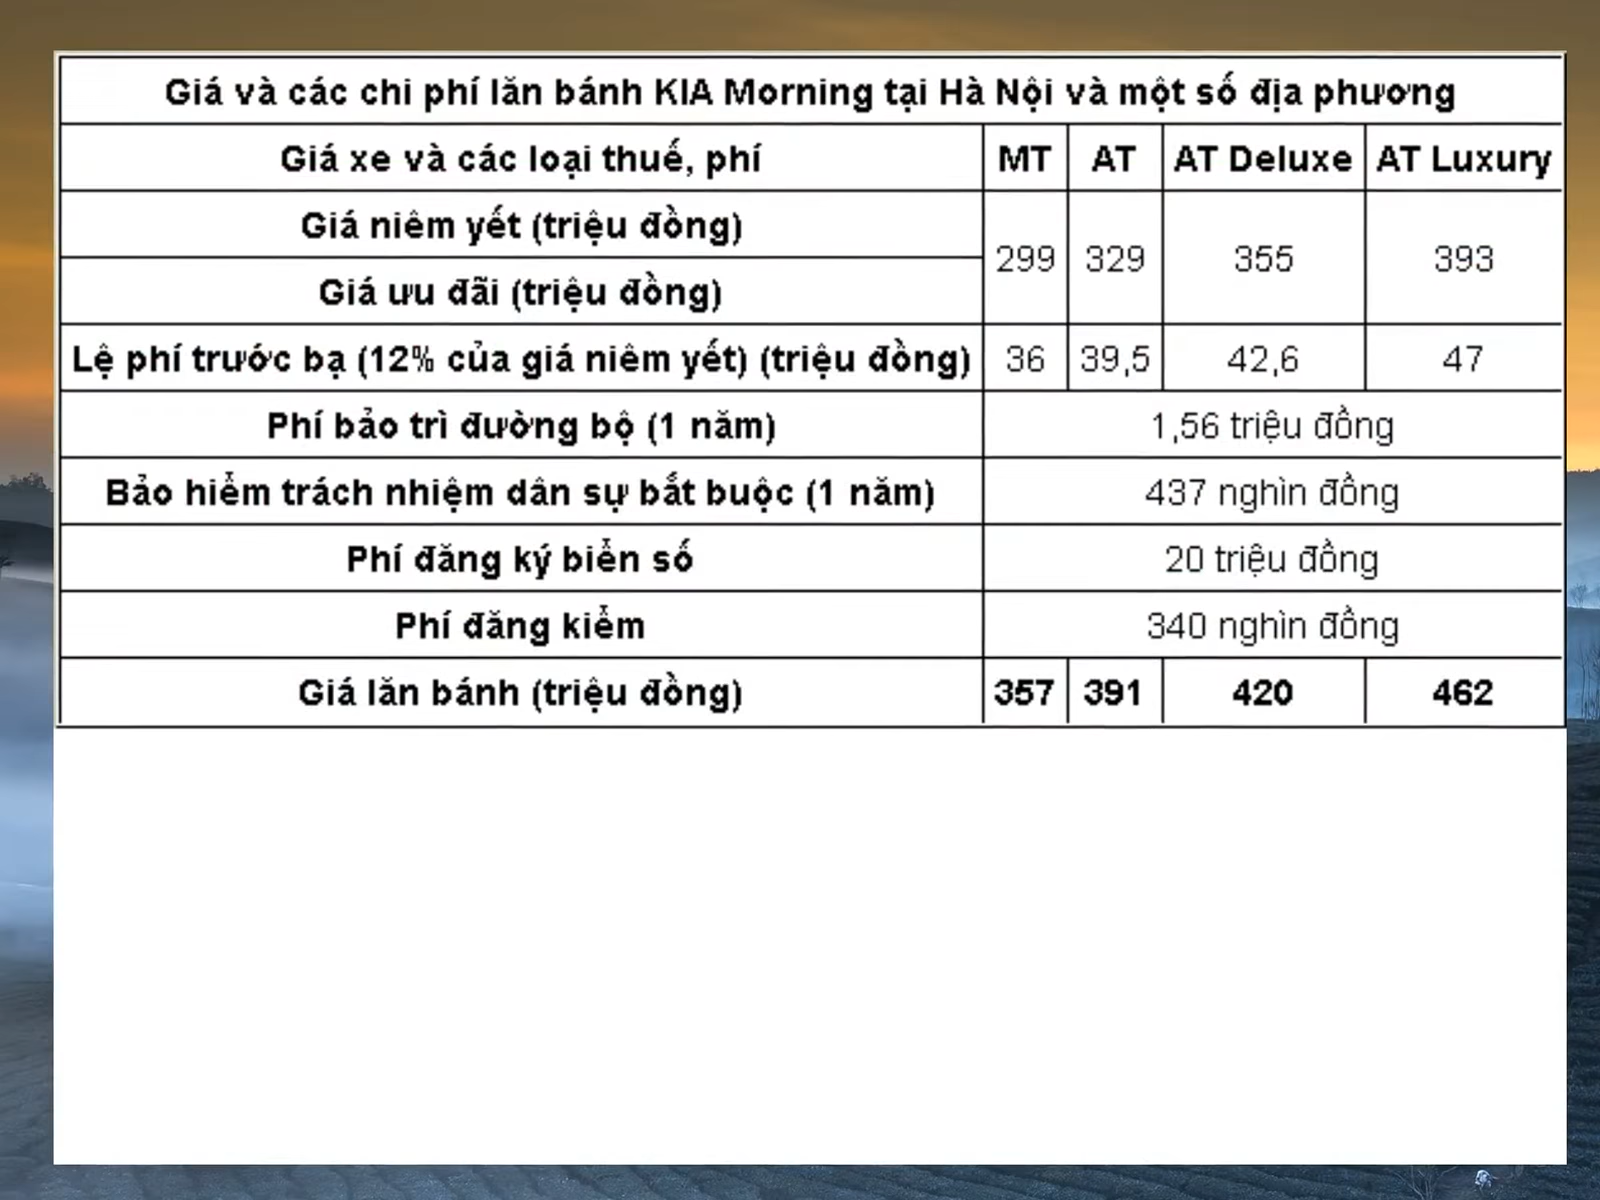 Giá và các chi phí lăn bánh KIA Morning tại Hà Nội và một số địa phương
Giá xe và các loại thuế, phí MT AT AT Deluxe AT Luxury
Giá niêm yết (triệu đồng)
299 329 355 393
Giá ưu đãi (triệu đồng)
Lệ phí trước bạ (12% của giá niêm yết) (triệu đồng) 36 39,5 42,6 47
Phí bảo trì đường bộ (1 năm) 1,56 triệu đồng
Bảo hiểm trách nhiệm dân sự bắt buộc (1 năm) 437 nghìn đồng
Phí đăng ký biển số 20 triệu đồng
Phí đăng kiểm 340 nghìn đồng
Giá lăn bánh (triệu đồng) 357 391 420 462